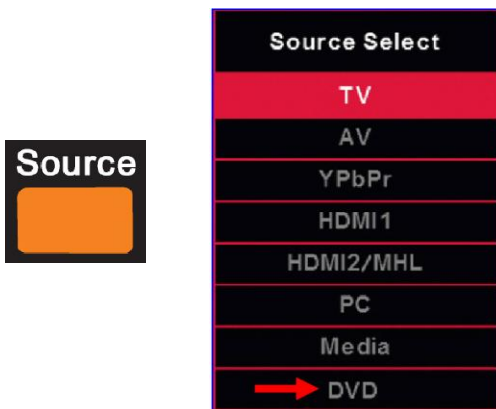 Source
Source Select
TV
AV
YPbPr
HDMI1
HDMI2/MHL
PC
Media
DVD